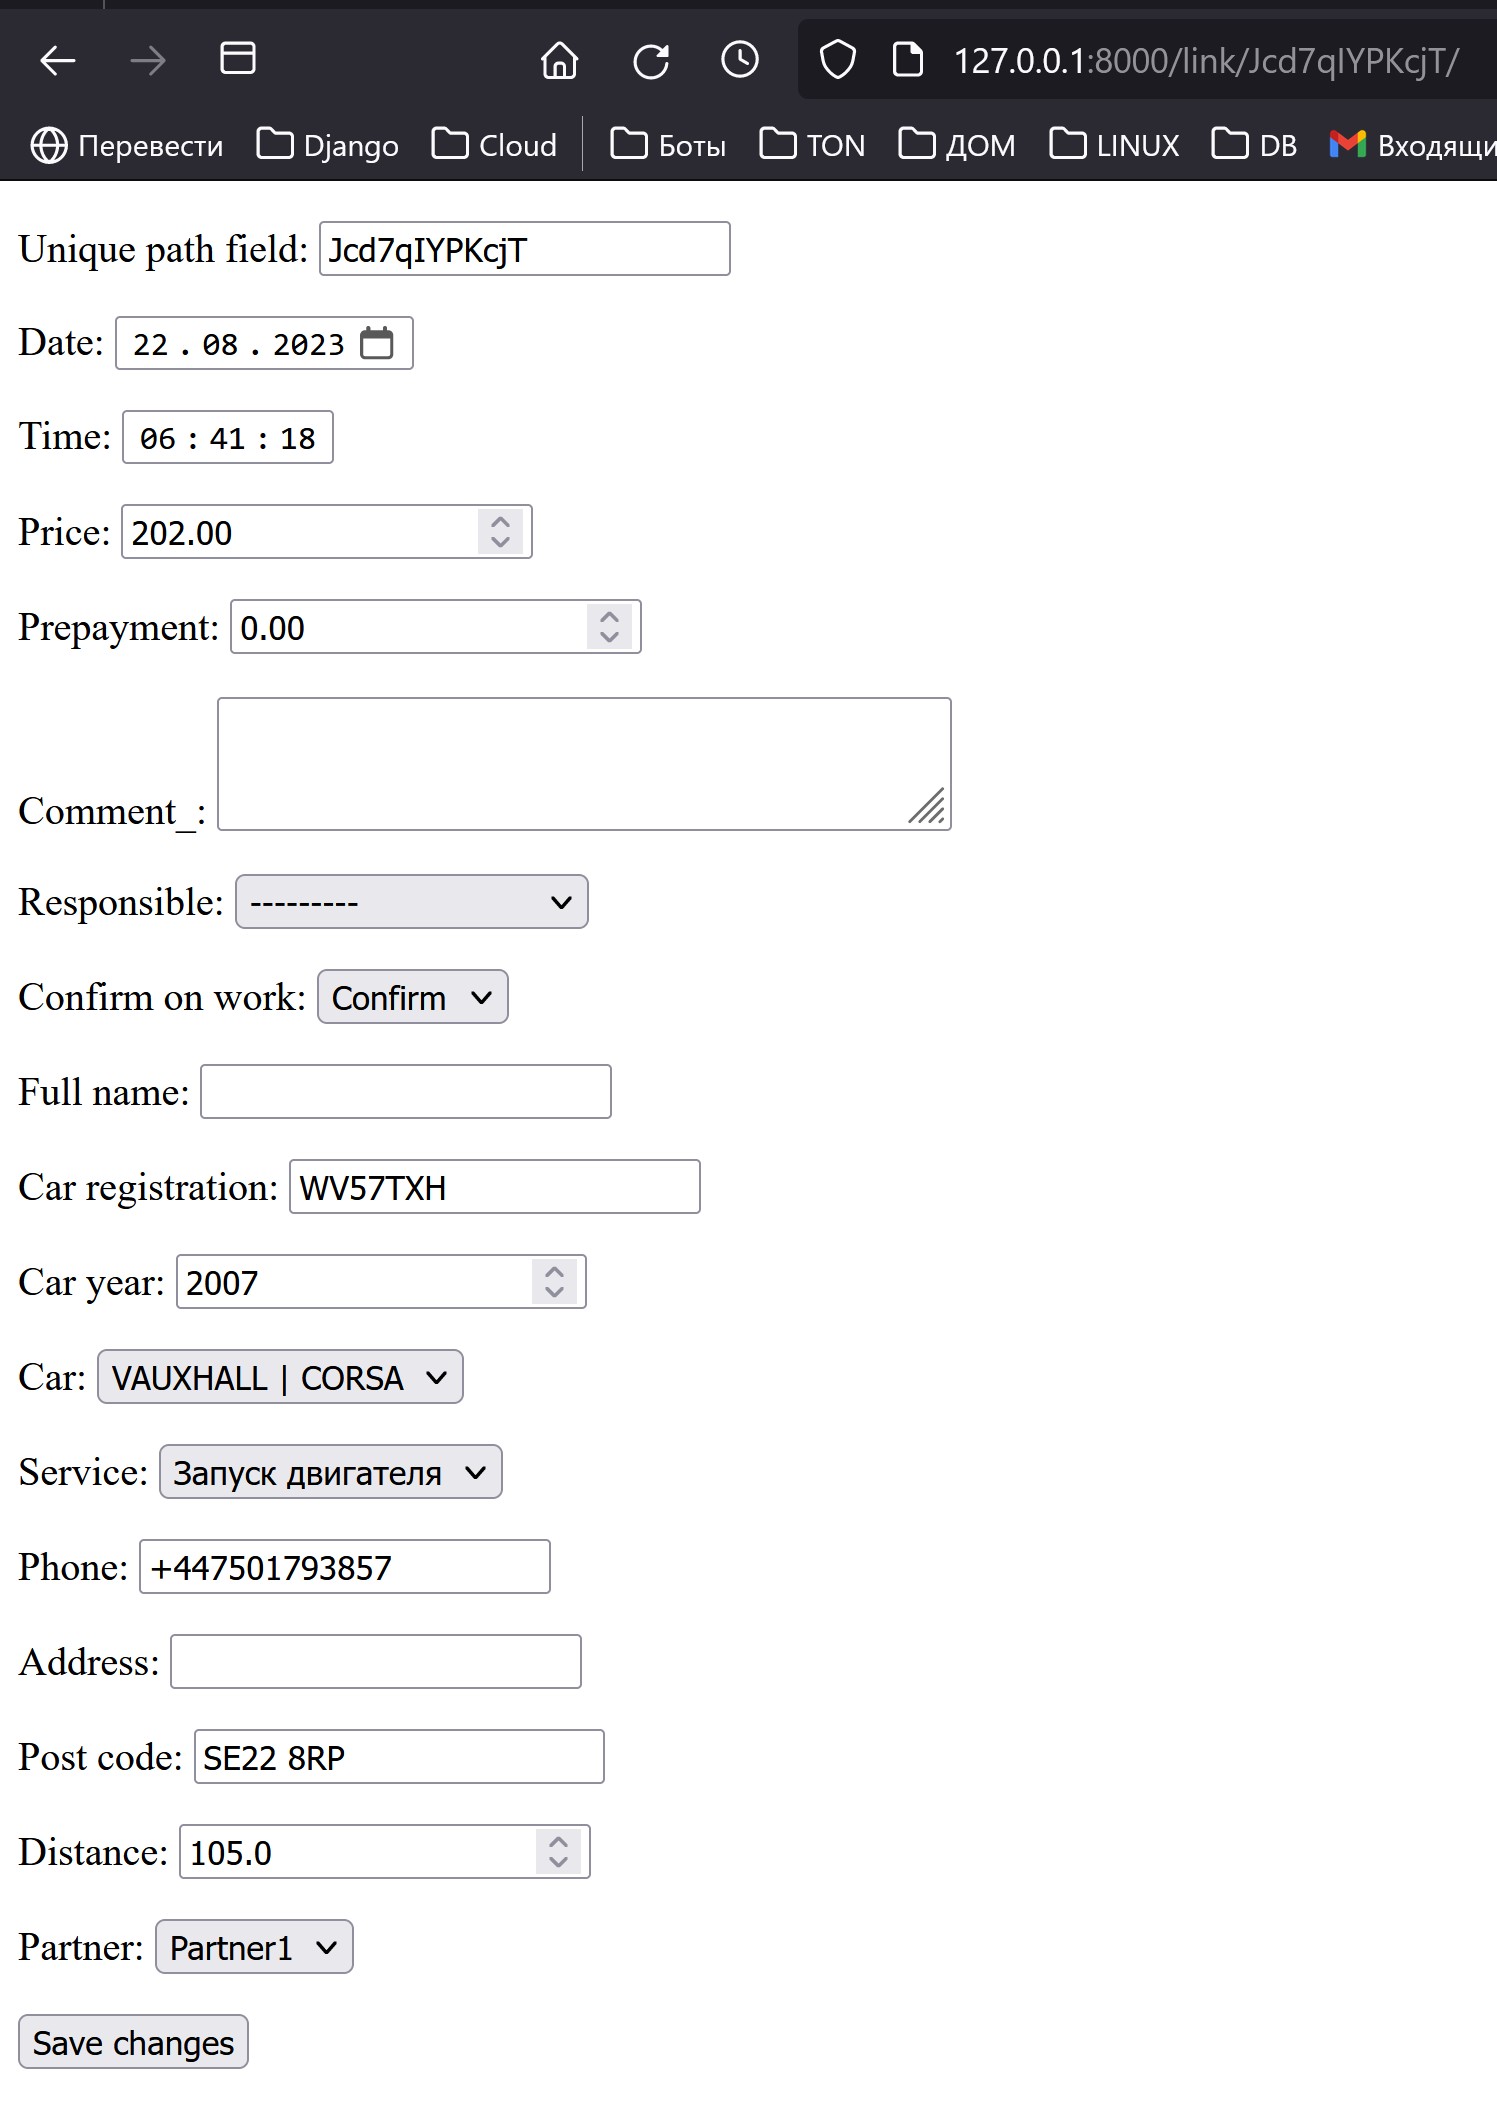 127.0.0.1:8000/link/Jcd7qIYPKcjT/
Перевести Django Cloud Боты TON ДОМ LINUX DB Входящи
Unique path field: Jcd7qIYPKcjT
Date: 22.08.2023
Time: 06:41:18
Price: 202.00
Prepayment: 0.00
Comment_:
Responsible: ---------
Confirm on work: Confirm
Full name:
Car registration: WV57TXH
Car year: 2007
Car: VAUXHALL | CORSA
Service: Запуск двигателя
Phone: +447501793857
Address:
Post code: SE22 8RP
Distance: 105.0
Partner: Partner1
Save changes